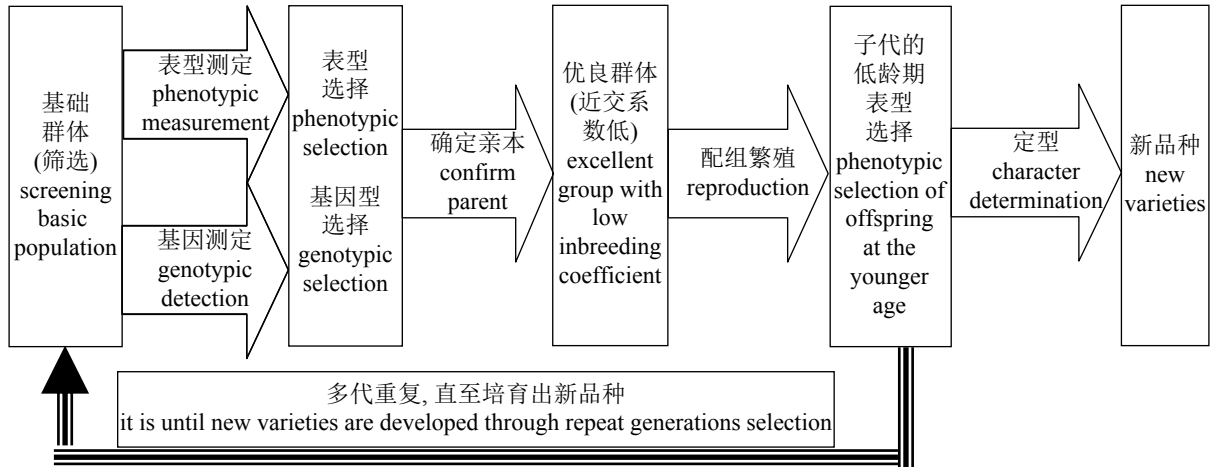 基础
群体
(筛选)
screening
basic
population
表型测定
phenotypic
measurement
基因测定
genotypic
detection
表型
选择
phenotypic
selection
基因型
选择
genotypic
selection
确定亲本
confirm
parent
优良群体
(近交系
数低)
excellent
group with
low
inbreeding
coefficient
配组繁殖
reproduction
子代的
低龄期
表型
选择
phenotypic
selection of
offspring
at the
younger
age
定型
character
determination
新品种
new
varieties
多代重复, 直至培育出新品种
it is until new varieties are developed through repeat generations selection